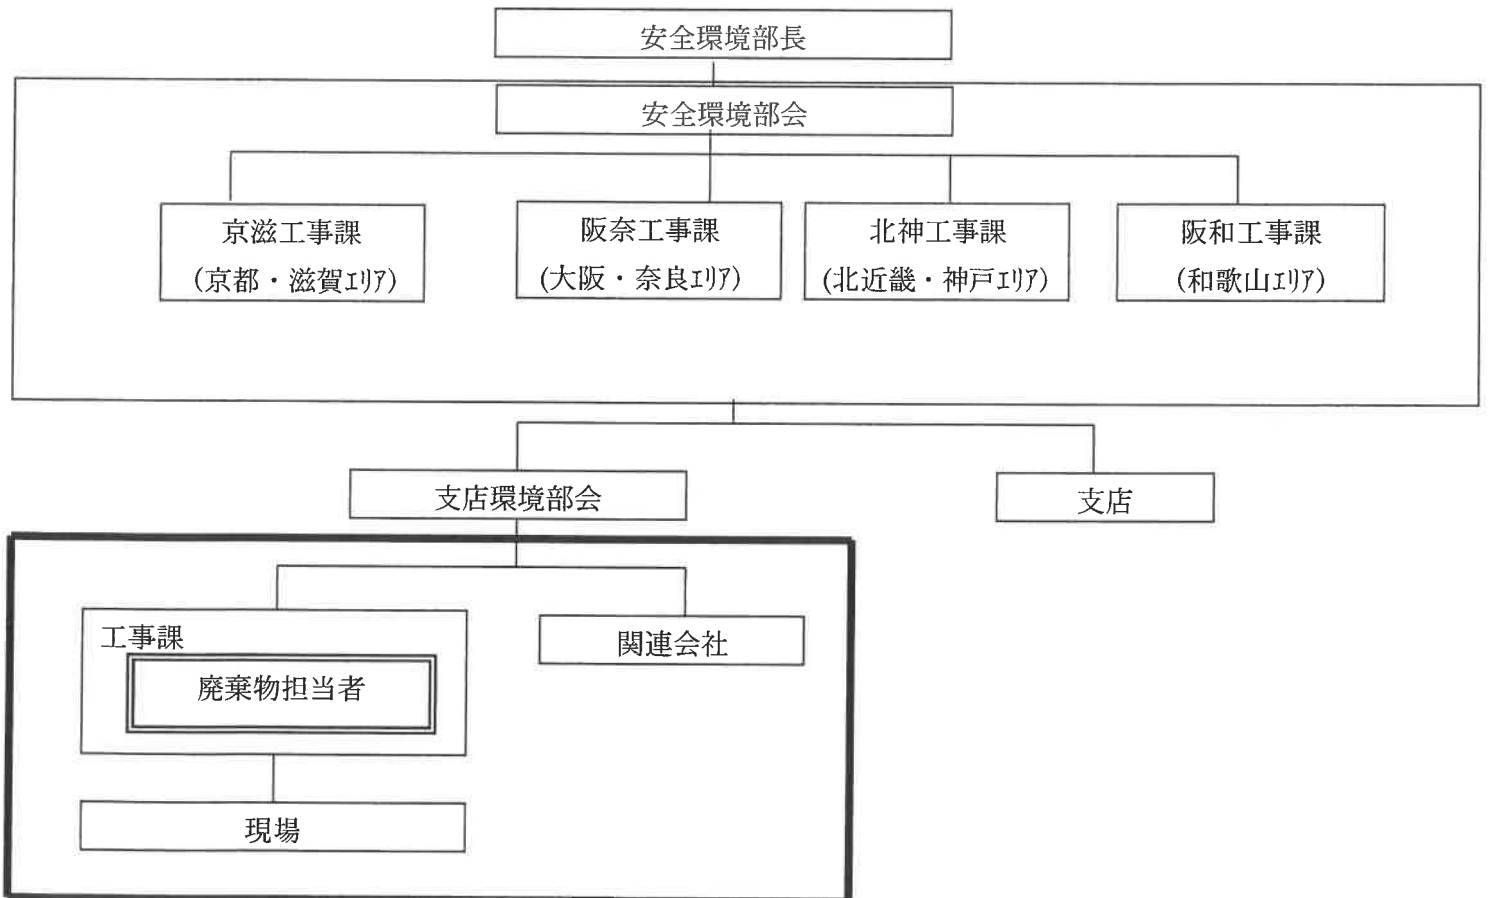 安全環境部長
安全環境部会
京滋工事課
(京都・滋賀ｴﾘｱ)
阪奈工事課
(大阪・奈良ｴﾘｱ)
北神工事課
(北近畿・神戸ｴﾘｱ)
阪和工事課
(和歌山ｴﾘｱ)
支店環境部会
支店
工事課
廃棄物担当者
関連会社
現場